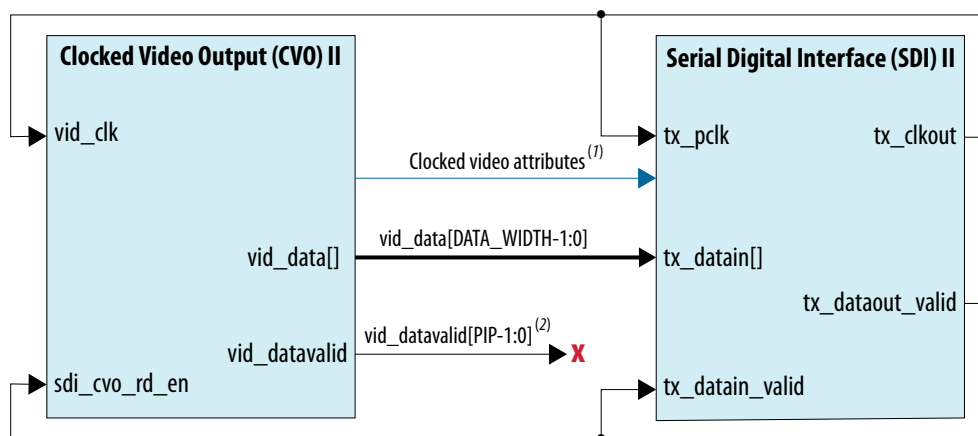 Clocked Video Output (CVO) II
Serial Digital Interface (SDI) II
vid_clk
tx_pclk
tx_clkout
Clocked video attributes (1)
vid_data[]
vid_data[DATA_WIDTH-1:0]
tx_datain[]
tx_dataout_valid
vid_datavalid
vid_datavalid[PIP-1:0] (2)
X
sdi_cvo_rd_en
tx_datain_valid